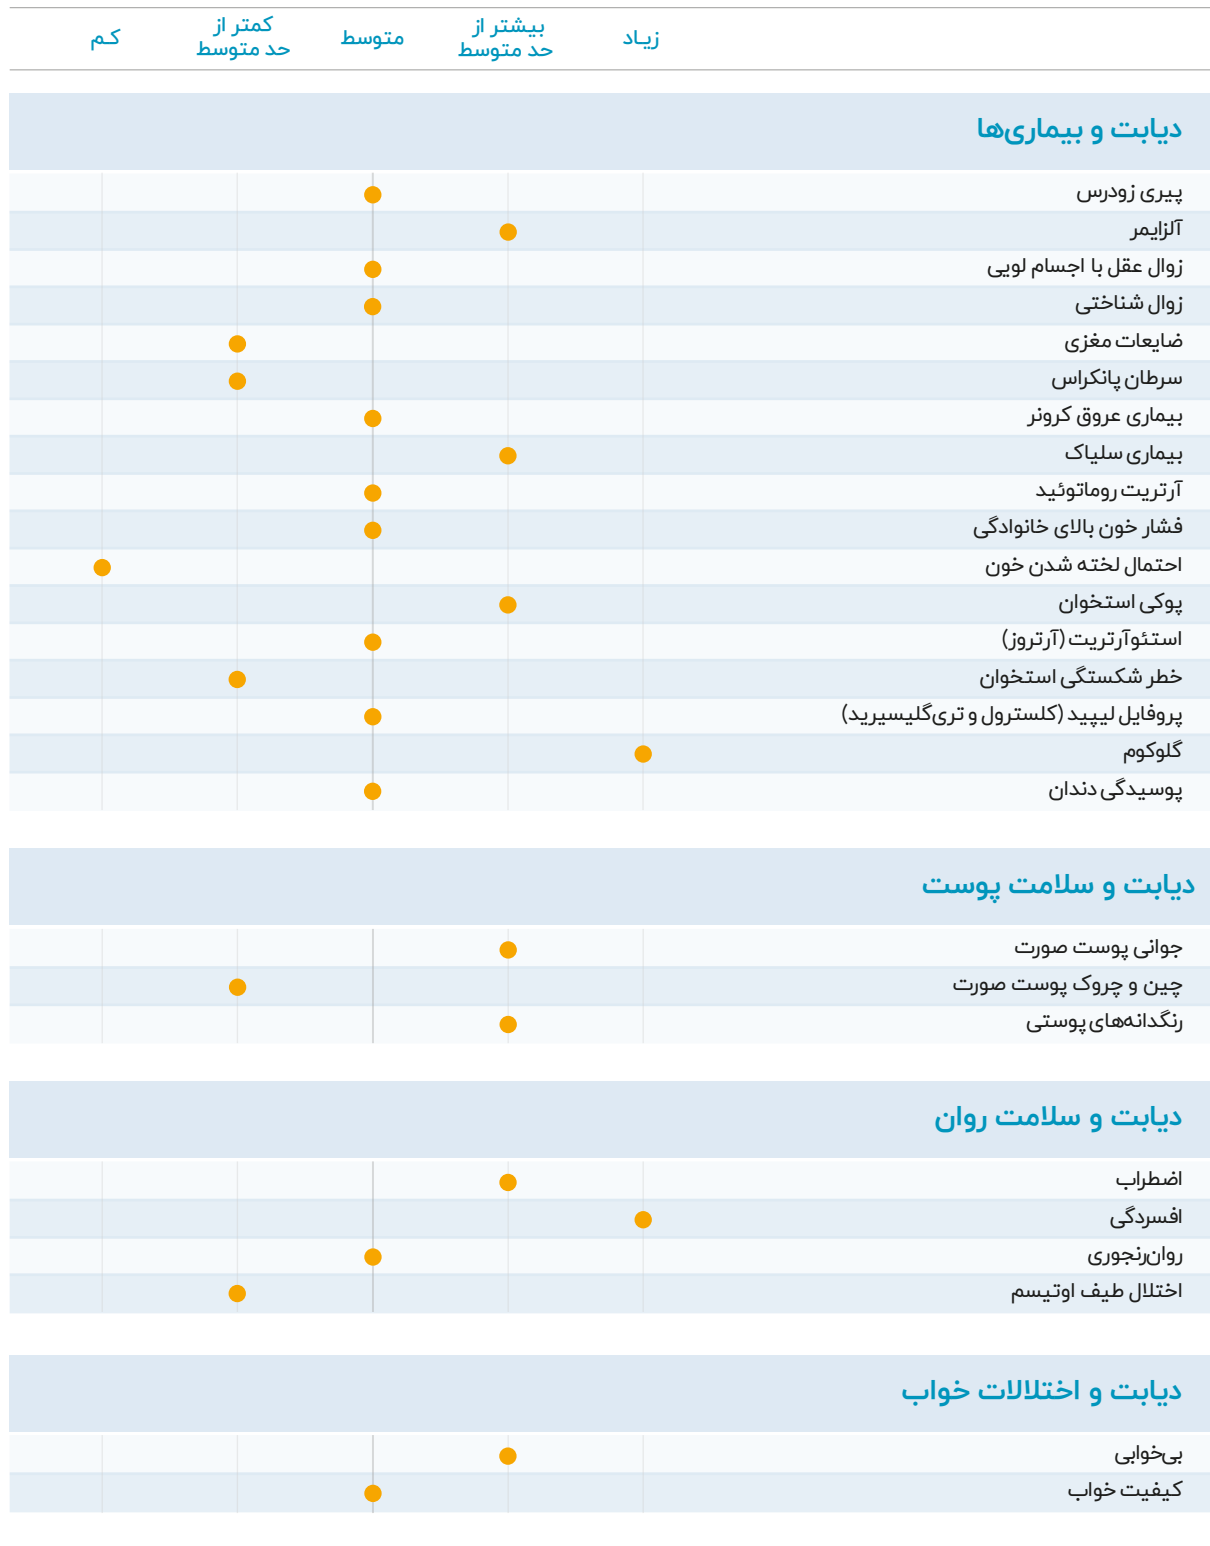 زیاد
بیشتر از
حد متوسط
متوسط
کمتر از
حد متوسط
کم
دیابت و بیماری‌ها
پیری زودرس
آلزایمر
زوال عقل با اجسام لویی
زوال شناختی
ضایعات مغزی
سرطان پانکراس
بیماری عروق کرونر
بیماری سلیاک
آرتریت روماتوئید
فشار خون بالای خانوادگی
احتمال لخته شدن خون
پوکی استخوان
استئوآرتریت (آرتروز)
خطر شکستگی استخوان
پروفایل لیپید (کلسترول و تری‌گلیسیرید)
گلوکوم
پوسیدگی دندان
دیابت و سلامت پوست
جوانی پوست صورت
چین و چروک پوست صورت
رنگدانه‌های پوستی
دیابت و سلامت روان
اضطراب
افسردگی
روان‌رنجوری
اختلال طیف اوتیسم
دیابت و اختلالات خواب
بی‌خوابی
کیفیت خواب